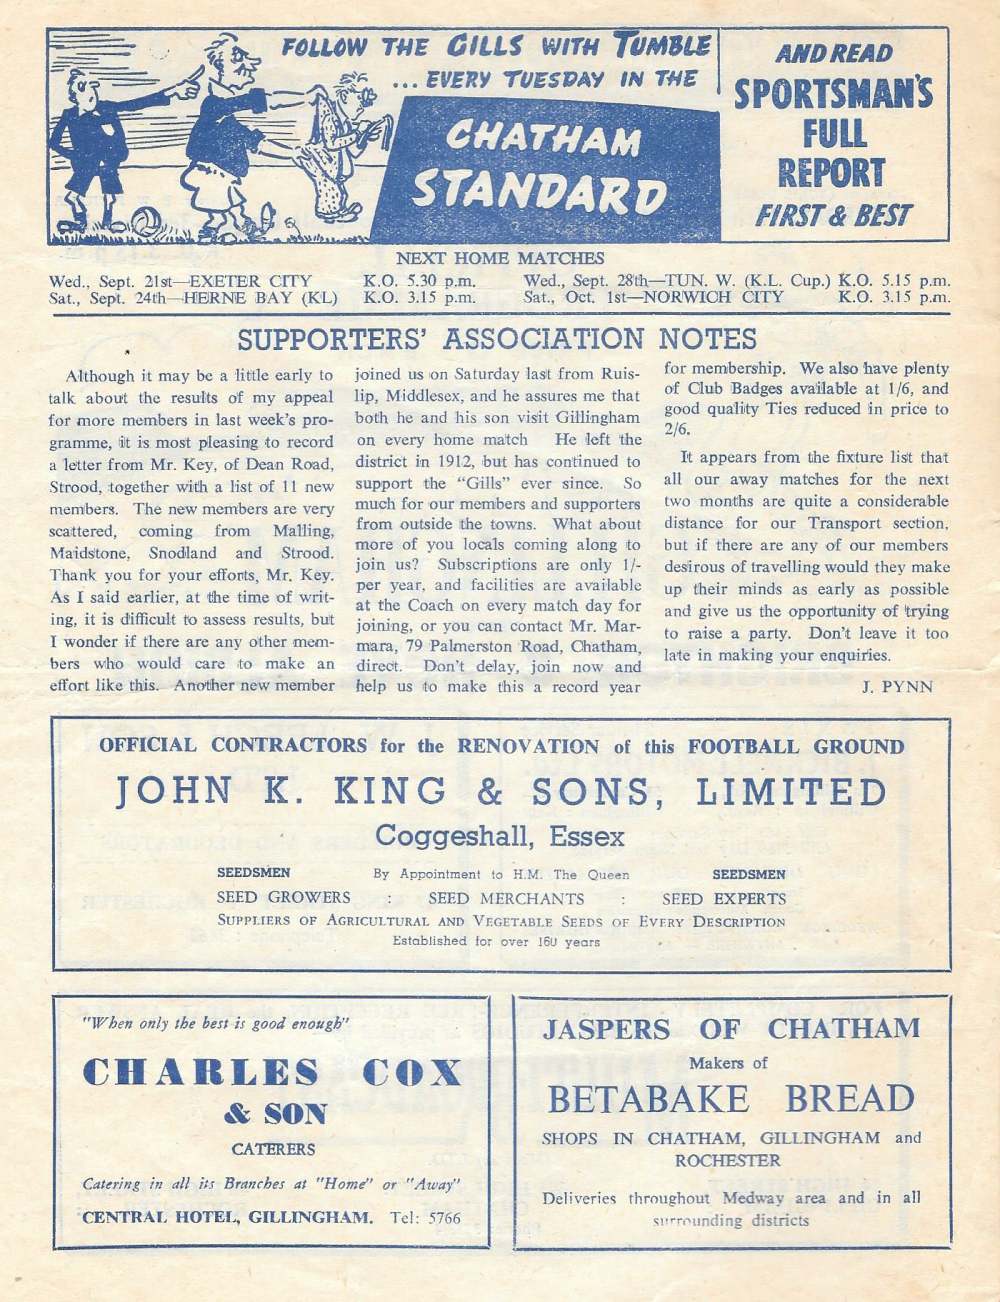 FOLLOW THE GILLS WITH TUMBLE
... EVERY TUESDAY IN THE
CHATHAM
STANDARD
AND READ
SPORTSMAN'S
FULL
REPORT
FIRST & BEST
NEXT HOME MATCHES
Wed., Sept. 21st—EXETER CITY K.O. 5.30 p.m.
Sat., Sept. 24th—HERNE BAY (KL) K.O. 3.15 p.m.
Wed., Sept. 28th—TUN. W. (K.L. Cup.) K.O. 5.15 p.m.
Sat., Oct. 1st—NORWICH CITY K.O. 3.15 p.m.
SUPPORTERS' ASSOCIATION NOTES
Although it may be a little early to
talk about the results of my appeal
for more members in last week's pro-
gramme, it is most pleasing to record
a letter from Mr. Key, of Dean Road,
Strood, together with a list of 11 new
members. The new members are very
scattered, coming from Malling,
Maidstone, Snodland and Strood.
Thank you for your efforts, Mr. Key.
As I said earlier, at the time of writ-
ing, it is difficult to assess results, but
I wonder if there are any other mem-
bers who would care to make an
effort like this. Another new member
joined us on Saturday last from Ruis-
lip, Middlesex, and he assures me that
both he and his son visit Gillingham
on every home match He left the
district in 1912, but has continued to
support the "Gills" ever since. So
much for our members and supporters
from outside the towns. What about
more of you locals coming along to
join us? Subscriptions are only 1/-
per year, and facilities are available
at the Coach on every match day for
joining, or you can contact Mr. Mar-
mara, 79 Palmerston Road, Chatham,
direct. Don't delay, join now and
help us to make this a record year
for membership. We also have plenty
of Club Badges available at 1/6, and
good quality Ties reduced in price to
2/6.
It appears from the fixture list that
all our away matches for the next
two months are quite a considerable
distance for our Transport section,
but if there are any of our members
desirous of travelling would they make
up their minds as early as possible
and give us the opportunity of trying
to raise a party. Don't leave it too
late in making your enquiries.
J. PYNN
OFFICIAL CONTRACTORS for the RENOVATION of this FOOTBALL GROUND
JOHN K. KING & SONS, LIMITED
Coggeshall, Essex
SEEDSMEN By Appointment to H.M. The Queen SEEDSMEN
SEED GROWERS : SEED MERCHANTS : SEED EXPERTS
SUPPLIERS OF AGRICULTURAL AND VEGETABLE SEEDS OF EVERY DESCRIPTION
Established for over 160 years
"When only the best is good enough"
CHARLES COX
& SON
CATERERS
Catering in all its Branches at "Home" or "Away"
CENTRAL HOTEL, GILLINGHAM. Tel: 5766
JASPERS OF CHATHAM
Makers of
BETABAKE BREAD
SHOPS IN CHATHAM, GILLINGHAM and
ROCHESTER
Deliveries throughout Medway area and in all
surrounding districts